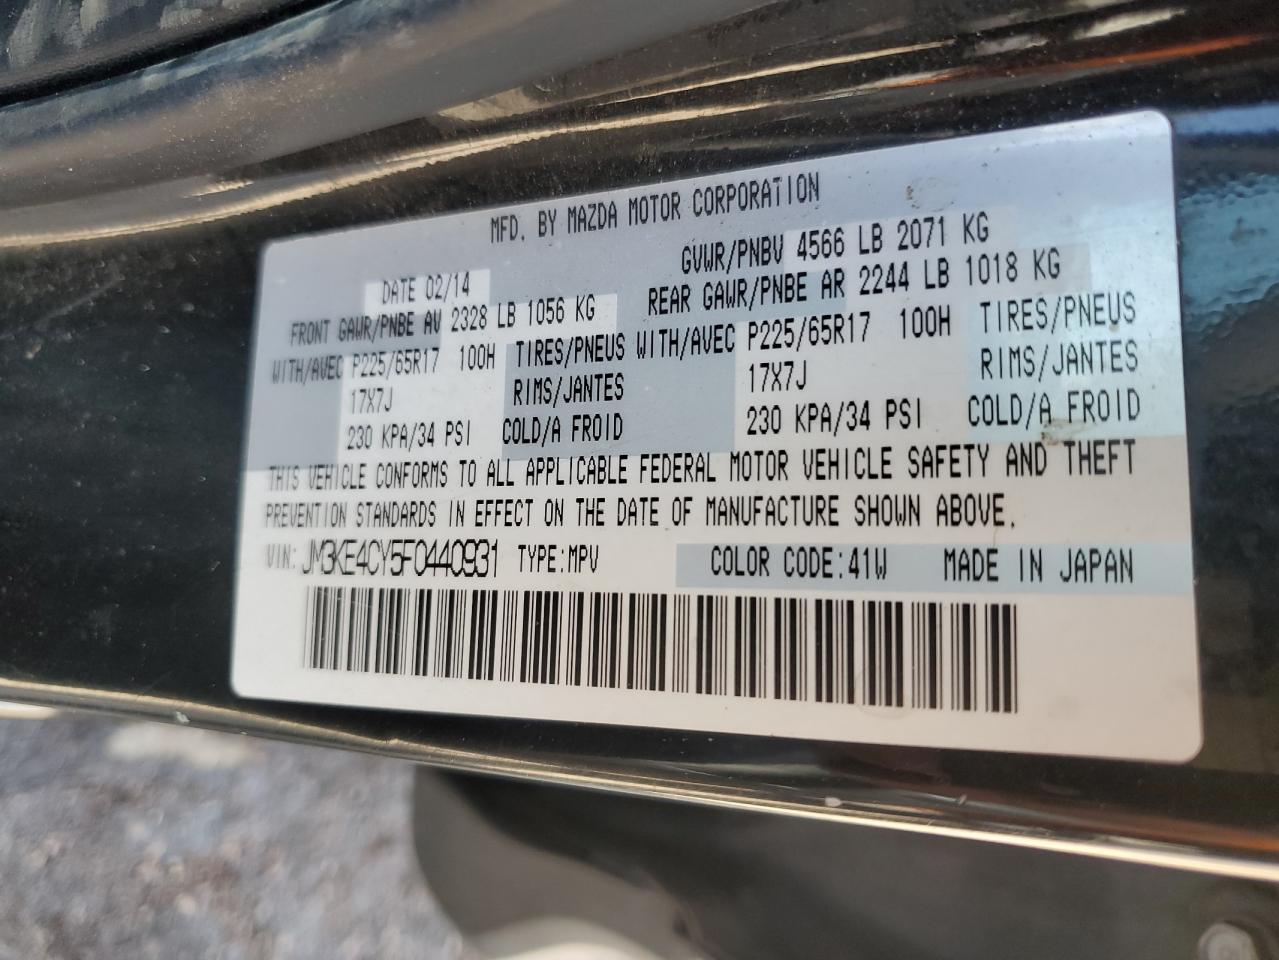 MFD. BY MAZDA MOTOR CORPORATION
DATE 02/14 GVWR/PNBV 4566 LB 2071 KG
FRONT GAWR/PNBE AV 2328 LB 1056 KG REAR GAWR/PNBE AR 2244 LB 1018 KG
WITH/AVEC P225/65R17 100H TIRES/PNEUS WITH/AVEC P225/65R17 100H TIRES/PNEUS
17X7J RIMS/JANTES 17X7J RIMS/JANTES
230 KPA/34 PSI COLD/A FROID 230 KPA/34 PSI COLD/A FROID
THIS VEHICLE CONFORMS TO ALL APPLICABLE FEDERAL MOTOR VEHICLE SAFETY AND THEFT
PREVENTION STANDARDS IN EFFECT ON THE DATE OF MANUFACTURE SHOWN ABOVE.
VIN: JM3KE4CY5F0440931 TYPE:MPV COLOR CODE:41W MADE IN JAPAN